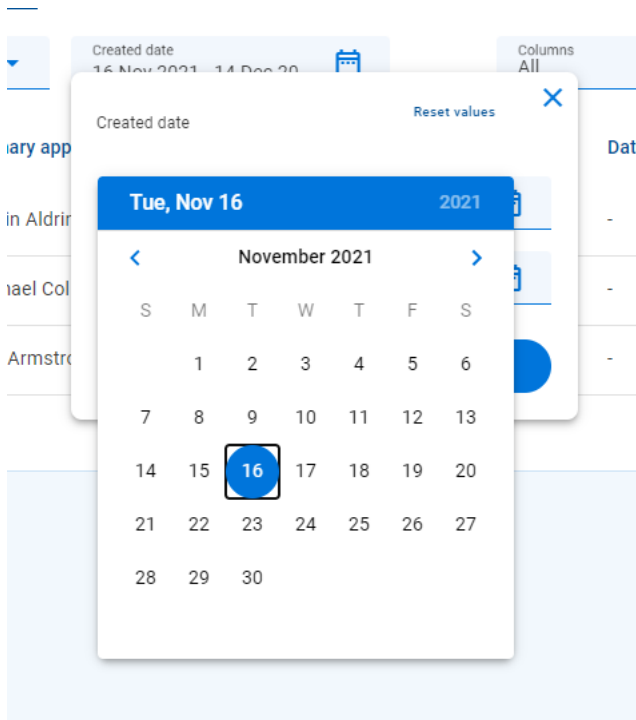 Created date
Columns
16 Nov 2021 - 14 Dec 20
All
Created date
Reset values
ary app
Dat
in Aldrin
-
Tue, Nov 16
2021
November 2021
S M T W T F S
1 2 3 4 5 6
7 8 9 10 11 12 13
14 15 16 17 18 19 20
21 22 23 24 25 26 27
28 29 30
ael Col
-
Armstro
-